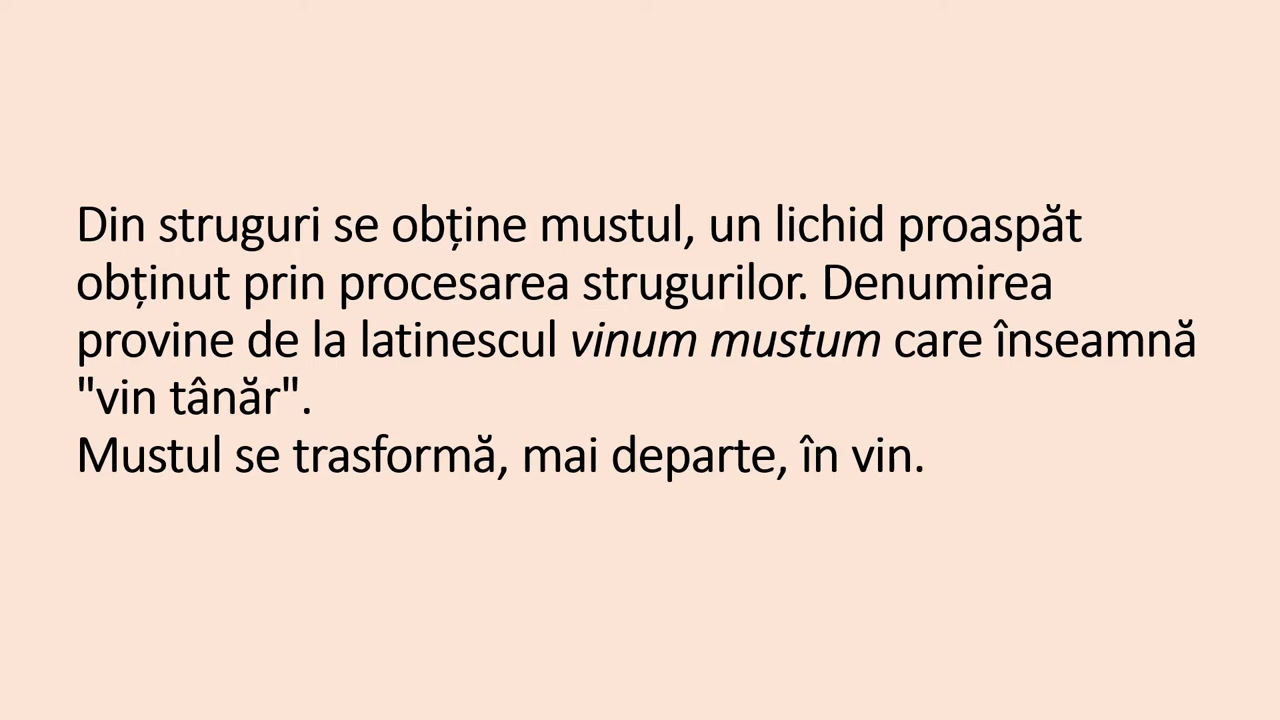 Din struguri se obține mustul, un lichid proaspăt
obținut prin procesarea strugurilor. Denumirea
provine de la latinescul vinum mustum care înseamnă
"vin tânăr".
Mustul se trasformă, mai departe, în vin.